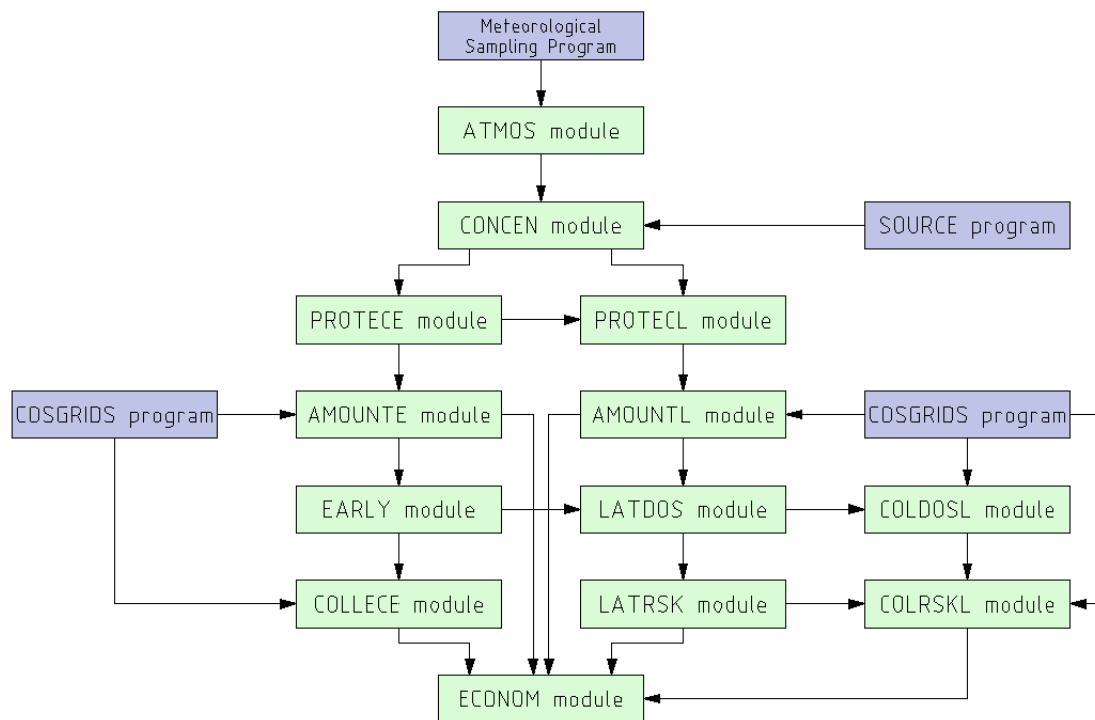 Meteorological
Sampling Program
ATMOS module
CONCEN module
SOURCE program
PROTECE module
PROTECL module
COSGRIDS program
AMOUNTE module
AMOUNTL module
COSGRIDS program
EARLY module
LATDOS module
COLDOSL module
COLLECE module
LATRSK module
COLRSKL module
ECONOM module